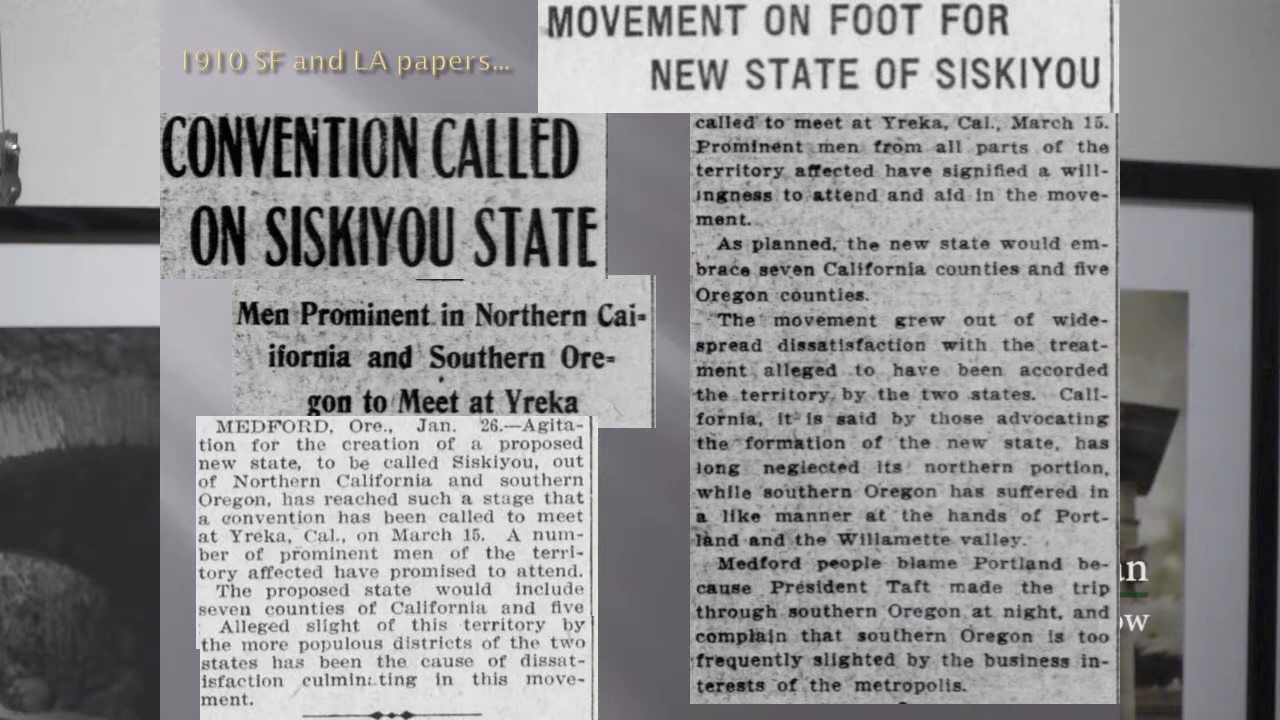 1910 SF and LA papers...
MOVEMENT ON FOOT FOR
NEW STATE OF SISKIYOU
CONVENTION CALLED
ON SISKIYOU STATE
Men Prominent in Northern Cai-
ifornia and Southern Ore-
gon to Meet at Yreka
MEDFORD, Ore., Jan. 26.—Agita-
tion for the creation of a proposed
new state, to be called Siskiyou, out
of Northern California and southern
Oregon, has reached such a stage that
a convention has been called to meet
at Yreka, Cal., on March 15. A num-
ber of prominent men of the terri-
tory affected have promised to attend.
The proposed state would include
seven counties of California and five
Alleged slight of this territory by
the more populous districts of the two
states has been the cause of dissat-
isfaction culminating in this move-
ment.
called to meet at Yreka, Cal., March 15.
Prominent men from all parts of the
territory affected have signified a will-
ingness to attend and aid in the move-
ment.
As planned, the new state would em-
brace seven California counties and five
Oregon counties.
The movement grew out of wide-
spread dissatisfaction with the treat-
ment alleged to have been accorded
the territory by the two states. Cali-
fornia, it is said by those advocating
the formation of the new state, has
long neglected its northern portion,
while southern Oregon has suffered in
a like manner at the hands of Port-
land and the Willamette valley.
Medford people blame Portland be-
cause President Taft made the trip
through southern Oregon at night, and
complain that southern Oregon is too
frequently slighted by the business in-
terests of the metropolis.